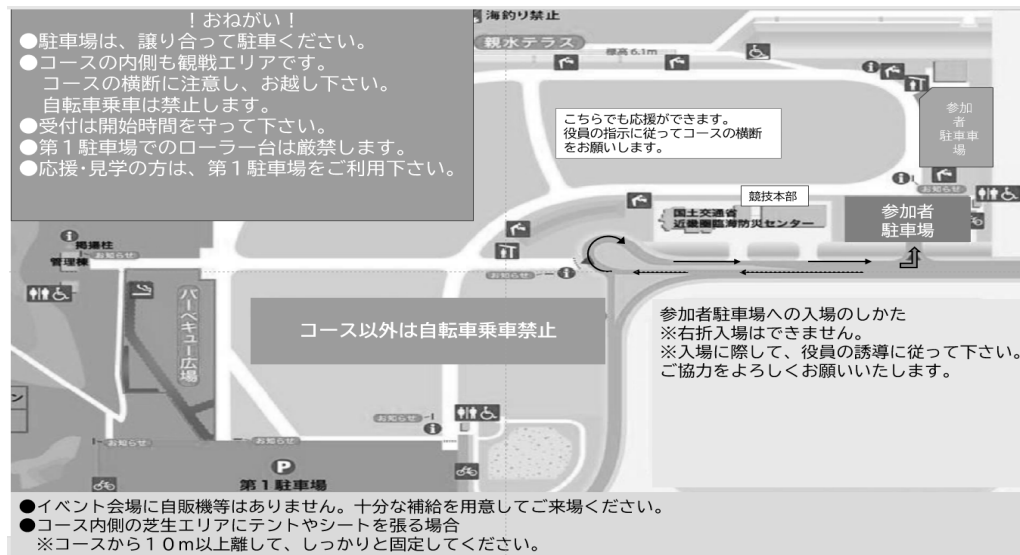 ！おねがい！
●駐車場は、譲り合って駐車ください。
●コースの内側も観戦エリアです。
コースの横断に注意し、お越し下さい。
自転車乗車は禁止します。
●受付は開始時間を守って下さい。
●第１駐車場でのローラー台は厳禁します。
●応援・見学の方は、第１駐車場をご利用下さい。
海釣り禁止
親水テラス
標高 6.1m
こちらでも応援ができます。
役員の指示に従ってコースの横断
をお願いします。
参加
者
駐車車
場
お知らせ
競技本部
国土交通省
近畿圏臨海防災センター
参加者
駐車場
掲揚柱
お知らせ
管理棟
お知らせ
バーベキュー広場
コース以外は自転車乗車禁止
参加者駐車場への入場のしかた
※右折入場はできません。
※入場に際して、役員の誘導に従って下さい。
ご協力をよろしくお願いいたします。
ン
お知らせ
お知らせ
お知らせ
P
第１駐車場
●イベント会場に自販機等はありません。十分な補給を用意してご来場ください。
●コース内側の芝生エリアにテントやシートを張る場合
※コースから１０ｍ以上離して、しっかりと固定してください。